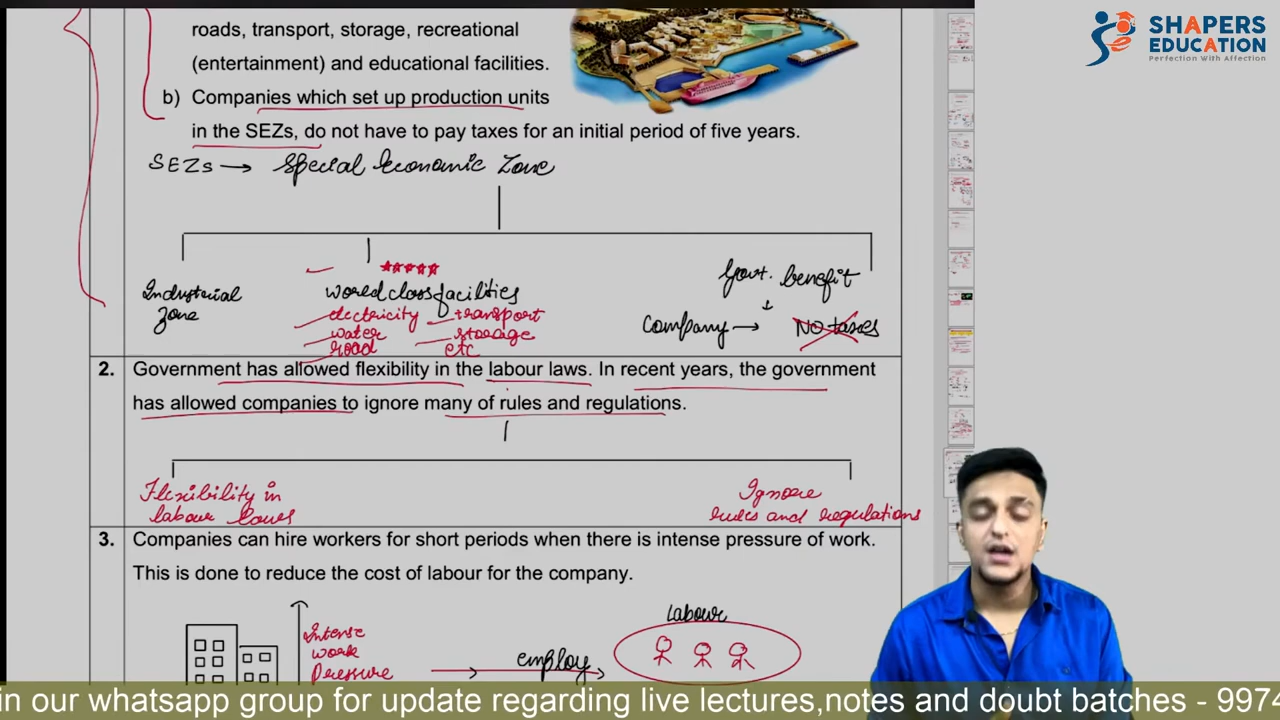 SHAPERS
EDUCATION
Perfection With Affection
roads, transport, storage, recreational
(entertainment) and educational facilities.
b) Companies which set up production units
in the SEZs, do not have to pay taxes for an initial period of five years.
SEZs → Special Economic Zone
Industrial
Zone
world class facilities
electricity
transport
water
storage
road
etc
Govt. benefit
Company → No taxes
2. Government has allowed flexibility in the labour laws. In recent years, the government
has allowed companies to ignore many of rules and regulations.
Flexibility in
labour laws
Ignore
rules and regulations
3. Companies can hire workers for short periods when there is intense pressure of work.
This is done to reduce the cost of labour for the company.
Intense
work
Pressure
employ
Labour
in our whatsapp group for update regarding live lectures,notes and doubt batches - 9974